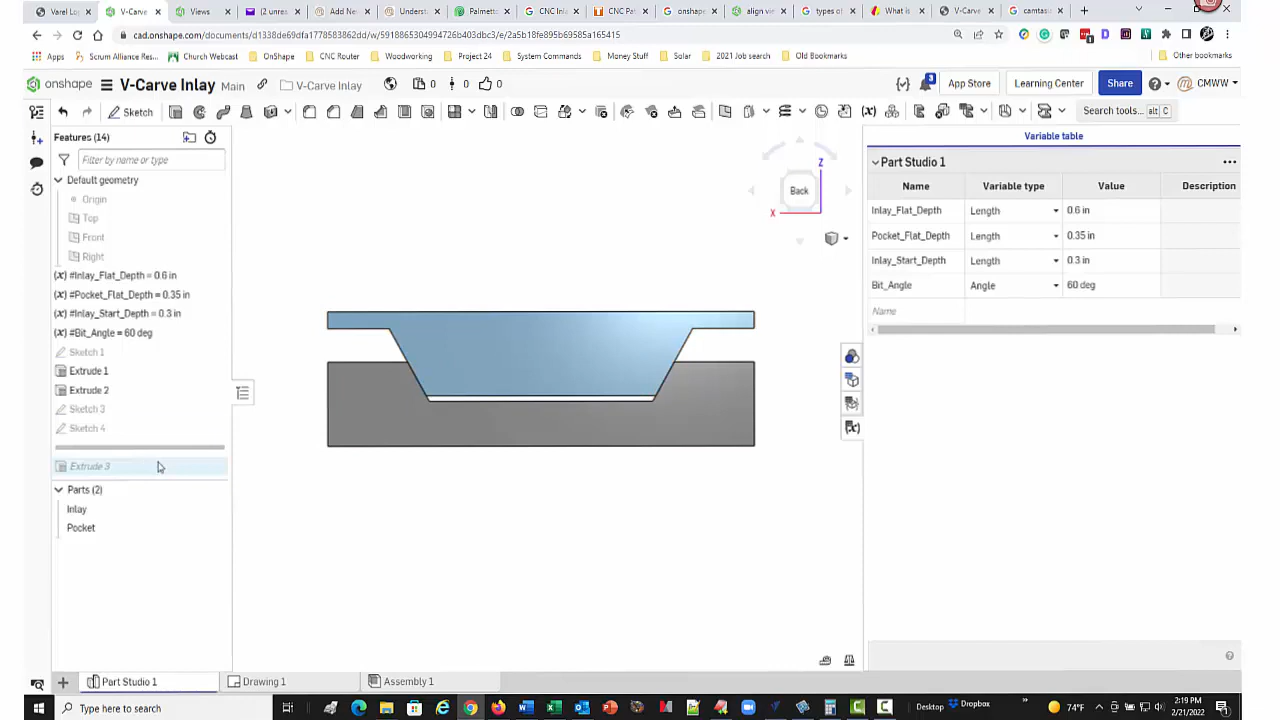 Varel Log
V-Carve
Views
(2 unrea
Add Nev
Underst
Palmetto
CNC Inl
CNC Pat
onshape
align vie
types of
What is
V-Carve
camtasi
cad.onshape.com/documents/d1338de69dfa1778583862dd/w/5918865304994726b403dbc3/e/2a5b18fe895b69585a165415
Apps
Scrum Alliance Res...
Church Webcast
OnShape
CNC Router
Woodworking
Project 24
System Commands
Solar
2021 Job search
Old Bookmarks
Money Stuff
Other bookmarks
onshape
V-Carve Inlay
Main
V-Carve Inlay
0
0
0
3
App Store
Learning Center
Share
CMWW
Sketch
Search tools...
alt
C
Features (14)
Filter by name or type
Default geometry
Origin
Top
Front
Right
(x) #Inlay_Flat_Depth = 0.6 in
(x) #Pocket_Flat_Depth = 0.35 in
(x) #Inlay_Start_Depth = 0.3 in
(x) #Bit_Angle = 60 deg
Sketch 1
Extrude 1
Extrude 2
Sketch 3
Sketch 4
Extrude 3
Parts (2)
Inlay
Pocket
Z
Back
X
Variable table
Part Studio 1
Name
Variable type
Value
Description
Inlay_Flat_Depth
Length
0.6 in
Pocket_Flat_Depth
Length
0.35 in
Inlay_Start_Depth
Length
0.3 in
Bit_Angle
Angle
60 deg
Name
Part Studio 1
Drawing 1
Assembly 1
Type here to search
Desktop
Dropbox
74°F
2:19 PM
2/21/2022